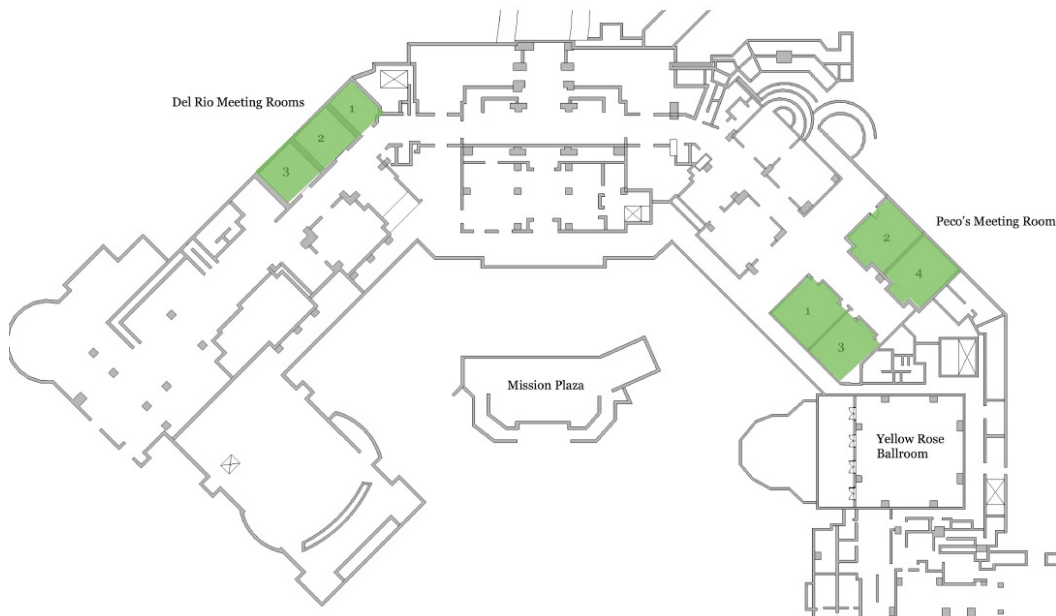 Del Rio Meeting Rooms
1
2
3
Peco's Meeting Room
2
4
1
3
Mission Plaza
Yellow Rose
Ballroom